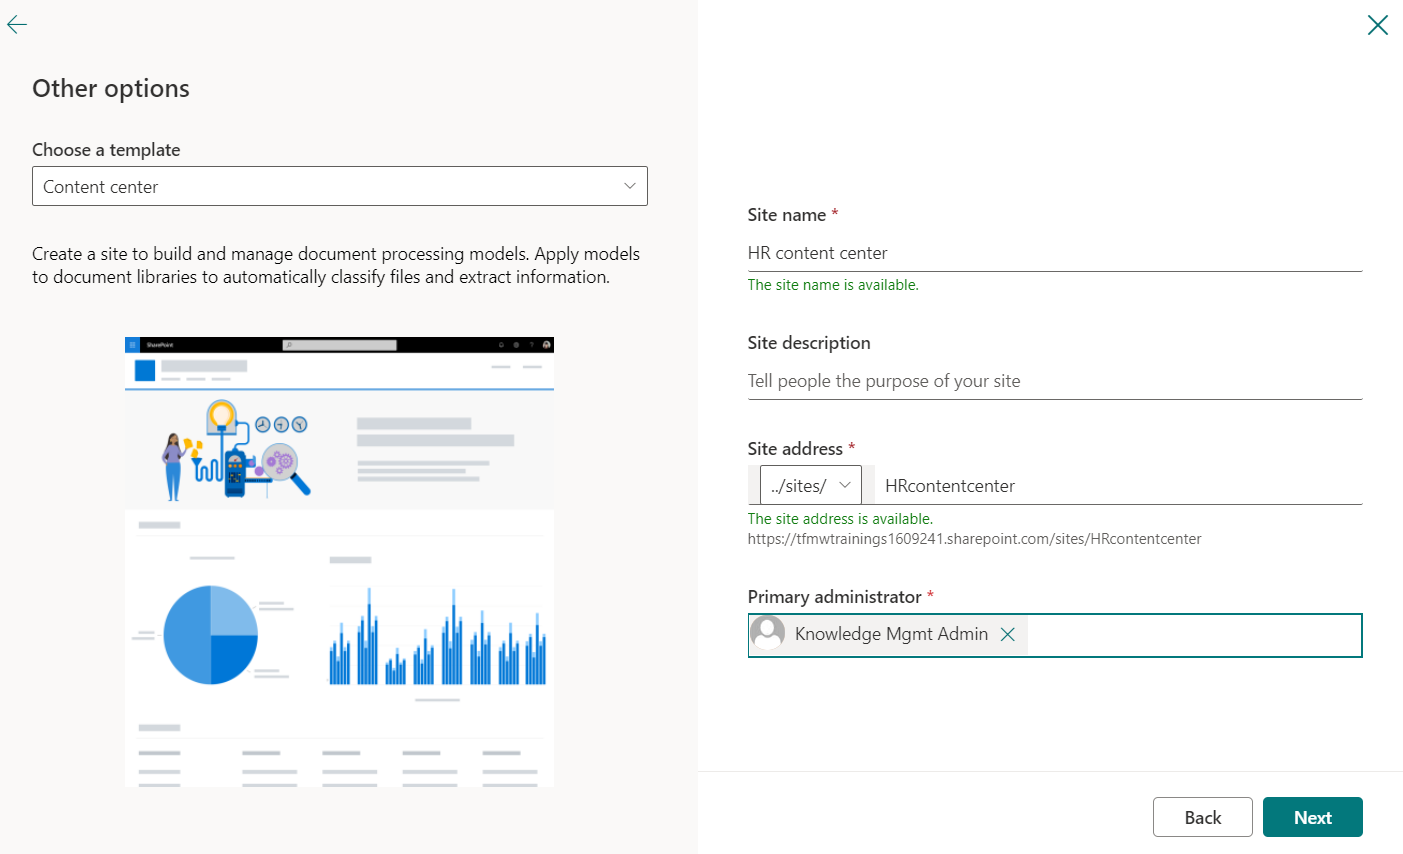 Other options
Choose a template
Content center
Create a site to build and manage document processing models. Apply models
to document libraries to automatically classify files and extract information.
SharePoint
Site name *
HR content center
The site name is available.
Site description
Tell people the purpose of your site
Site address *
../sites/ HRcontentcenter
The site address is available.
https://tfmwtrainings1609241.sharepoint.com/sites/HRcontentcenter
Primary administrator *
Knowledge Mgmt Admin
Back Next